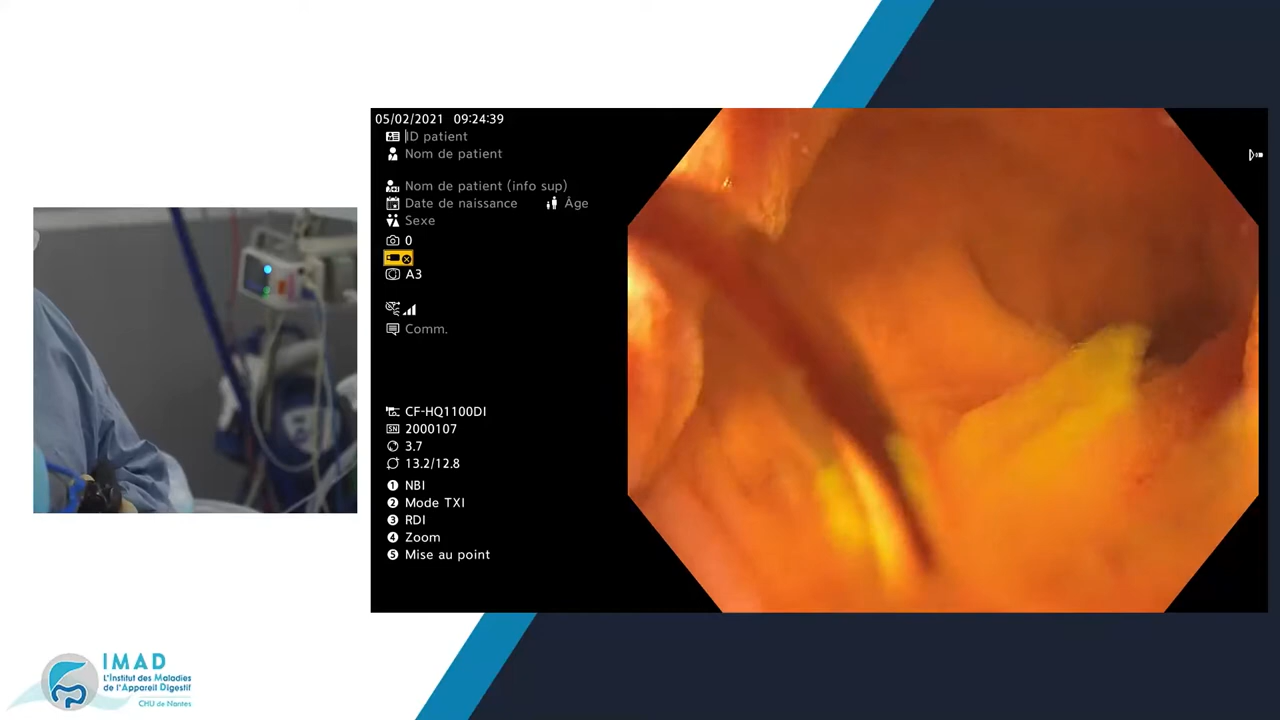 05/02/2021 09:24:39
ID patient
Nom de patient
Nom de patient (info sup)
Date de naissance Âge
Sexe
0
A3
Comm.
CF-HQ1100DI
SN 2000107
3.7
13.2/12.8
1 NBI
2 Mode TXI
3 RDI
4 Zoom
5 Mise au point
IMAD
L'Institut des Maladies
de l'Appareil Digestif
CHU de Nantes